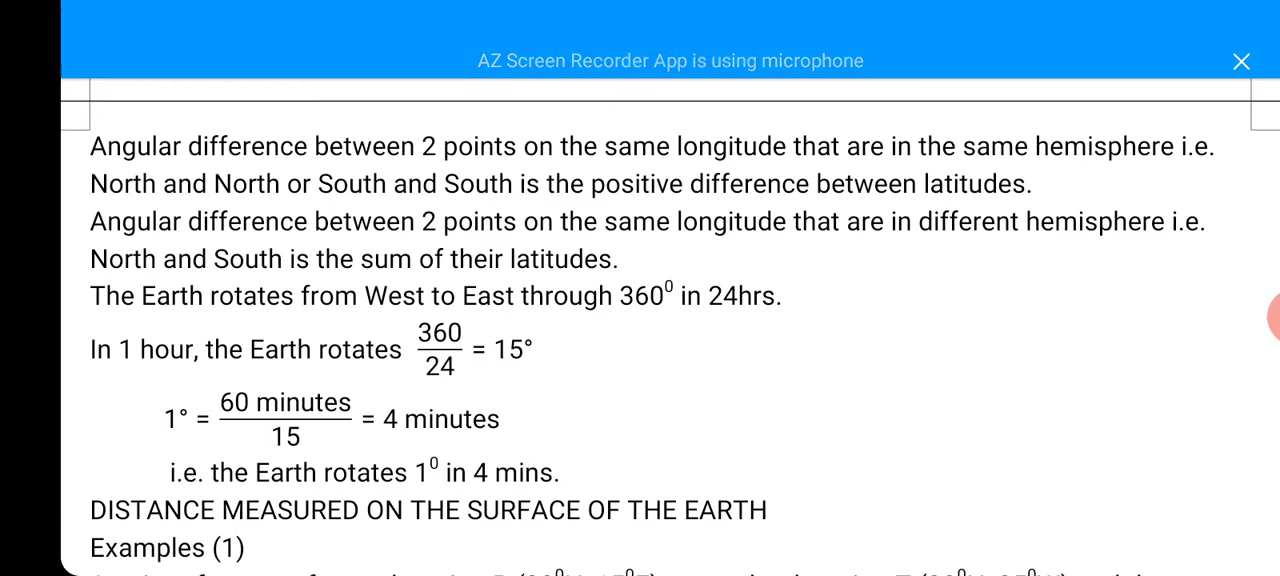 AZ Screen Recorder App is using microphone
Angular difference between 2 points on the same longitude that are in the same hemisphere i.e.
North and North or South and South is the positive difference between latitudes.
Angular difference between 2 points on the same longitude that are in different hemisphere i.e.
North and South is the sum of their latitudes.
The Earth rotates from West to East through 360⁰ in 24hrs.
In 1 hour, the Earth rotates 360/24 = 15°
1° = 60 minutes/15 = 4 minutes
i.e. the Earth rotates 1⁰ in 4 mins.
DISTANCE MEASURED ON THE SURFACE OF THE EARTH
Examples (1)